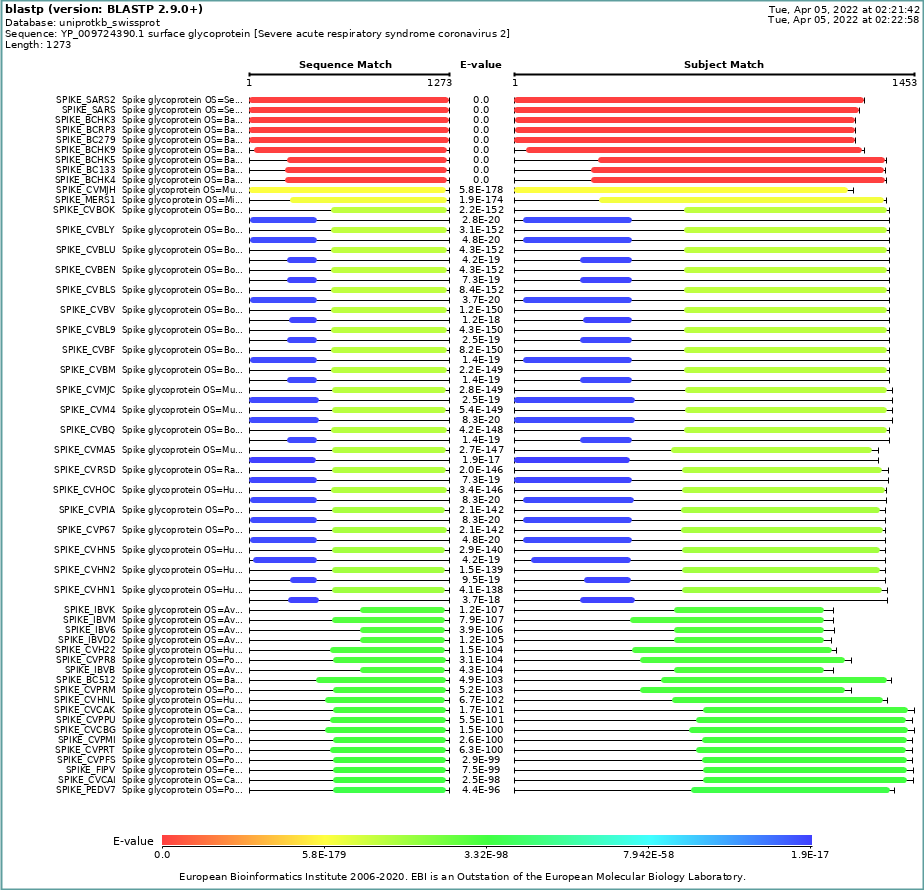 blastp (version: BLASTP 2.9.0+)
Tue, Apr 05, 2022 at 02:21:42
Database: uniprotkb_swissprot
Tue, Apr 05, 2022 at 02:22:58
Sequence: YP_009724390.1 surface glycoprotein [Severe acute respiratory syndrome coronavirus 2]
Length: 1273
Sequence Match E-value Subject Match
1 1273 1 1453
SPIKE_SARS2 Spike glycoprotein OS=Se... 0.0
SPIKE_SARS Spike glycoprotein OS=Se... 0.0
SPIKE_BCHK3 Spike glycoprotein OS=Ba... 0.0
SPIKE_BCRP3 Spike glycoprotein OS=Ba... 0.0
SPIKE_BC279 Spike glycoprotein OS=Ba... 0.0
SPIKE_BCHK9 Spike glycoprotein OS=Ba... 0.0
SPIKE_BCHK5 Spike glycoprotein OS=Ba... 0.0
SPIKE_BC133 Spike glycoprotein OS=Ba... 0.0
SPIKE_BCHK4 Spike glycoprotein OS=Ba... 0.0
SPIKE_CVMJH Spike glycoprotein OS=Mu... 5.8E-178
SPIKE_MERS1 Spike glycoprotein OS=Mi... 1.9E-174
SPIKE_CVBOK Spike glycoprotein OS=Bo... 2.2E-152
2.8E-20
SPIKE_CVBLY Spike glycoprotein OS=Bo... 3.1E-152
4.8E-20
SPIKE_CVBLU Spike glycoprotein OS=Bo... 4.3E-152
4.2E-19
SPIKE_CVBEN Spike glycoprotein OS=Bo... 4.3E-152
7.3E-19
SPIKE_CVBLS Spike glycoprotein OS=Bo... 8.4E-152
3.7E-20
SPIKE_CVBV Spike glycoprotein OS=Bo... 1.2E-150
1.2E-18
SPIKE_CVBL9 Spike glycoprotein OS=Bo... 4.3E-150
2.5E-19
SPIKE_CVBF Spike glycoprotein OS=Bo... 8.2E-150
1.4E-19
SPIKE_CVBM Spike glycoprotein OS=Bo... 2.2E-149
1.4E-19
SPIKE_CVMJC Spike glycoprotein OS=Mu... 2.8E-149
2.5E-19
SPIKE_CVM4 Spike glycoprotein OS=Mu... 5.4E-149
8.3E-20
SPIKE_CVBQ Spike glycoprotein OS=Bo... 4.2E-148
1.4E-19
SPIKE_CVMA5 Spike glycoprotein OS=Mu... 2.7E-147
1.9E-17
SPIKE_CVRSD Spike glycoprotein OS=Ra... 2.0E-146
7.3E-19
SPIKE_CVHOC Spike glycoprotein OS=Hu... 3.4E-146
8.3E-20
SPIKE_CVPIA Spike glycoprotein OS=Po... 2.1E-142
8.3E-20
SPIKE_CVP67 Spike glycoprotein OS=Po... 2.1E-142
4.8E-20
SPIKE_CVHN5 Spike glycoprotein OS=Hu... 2.9E-140
4.2E-19
SPIKE_CVHN2 Spike glycoprotein OS=Hu... 1.5E-139
9.5E-19
SPIKE_CVHN1 Spike glycoprotein OS=Hu... 4.1E-138
3.7E-18
SPIKE_IBVK Spike glycoprotein OS=Av... 1.2E-107
SPIKE_IBVM Spike glycoprotein OS=Av... 7.9E-107
SPIKE_IBV6 Spike glycoprotein OS=Av... 3.9E-106
SPIKE_IBVD2 Spike glycoprotein OS=Av... 1.2E-105
SPIKE_CVH22 Spike glycoprotein OS=Hu... 1.5E-104
SPIKE_CVPR8 Spike glycoprotein OS=Po... 3.1E-104
SPIKE_IBVB Spike glycoprotein OS=Av... 4.3E-104
SPIKE_BC512 Spike glycoprotein OS=Ba... 4.9E-103
SPIKE_CVPRM Spike glycoprotein OS=Po... 5.2E-103
SPIKE_CVHNL Spike glycoprotein OS=Hu... 6.7E-102
SPIKE_CVCAK Spike glycoprotein OS=Ca... 1.7E-101
SPIKE_CVPPU Spike glycoprotein OS=Po... 5.5E-101
SPIKE_CVCBG Spike glycoprotein OS=Ca... 1.5E-100
SPIKE_CVPMI Spike glycoprotein OS=Po... 2.6E-100
SPIKE_CVPRT Spike glycoprotein OS=Po... 6.3E-100
SPIKE_CVPFS Spike glycoprotein OS=Po... 2.9E-99
SPIKE_FIPV Spike glycoprotein OS=Fe... 7.5E-99
SPIKE_CVCAI Spike glycoprotein OS=Ca... 2.5E-98
SPIKE_PEDV7 Spike glycoprotein OS=Po... 4.4E-96
E-value
0.0 5.8E-179 3.32E-98 7.942E-58 1.9E-17
European Bioinformatics Institute 2006-2020. EBI is an Outstation of the European Molecular Biology Laboratory.